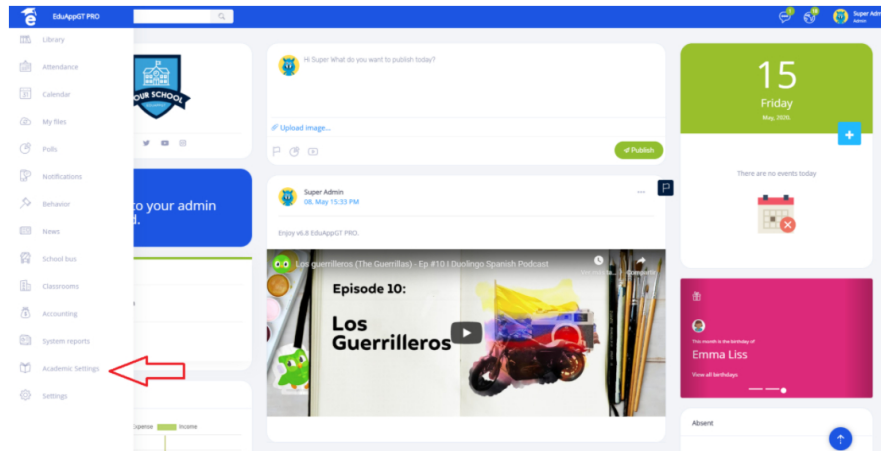 EduAppGT PRO
Super Adm
Admin
Library
Attendance
Calendar
My files
Polls
Notifications
Behavior
News
School bus
Classrooms
Accounting
System reports
Academic Settings
Settings
OUR SCHOOL
to your admin
Expense Income
Hi Super What do you want to publish today?
Upload image...
Publish
Super Admin
08, May 15:33 PM
Enjoy v6.8 EduAppGT PRO.
Los guerrilleros (The Guerrillas) - Ep #10 I Duolingo Spanish Podcast
Compartir
Episode 10:
Los
Guerrilleros
15
Friday
May, 2020.
+
There are no events today
This month is the birthday of
Emma Liss
View all birthdays
Absent